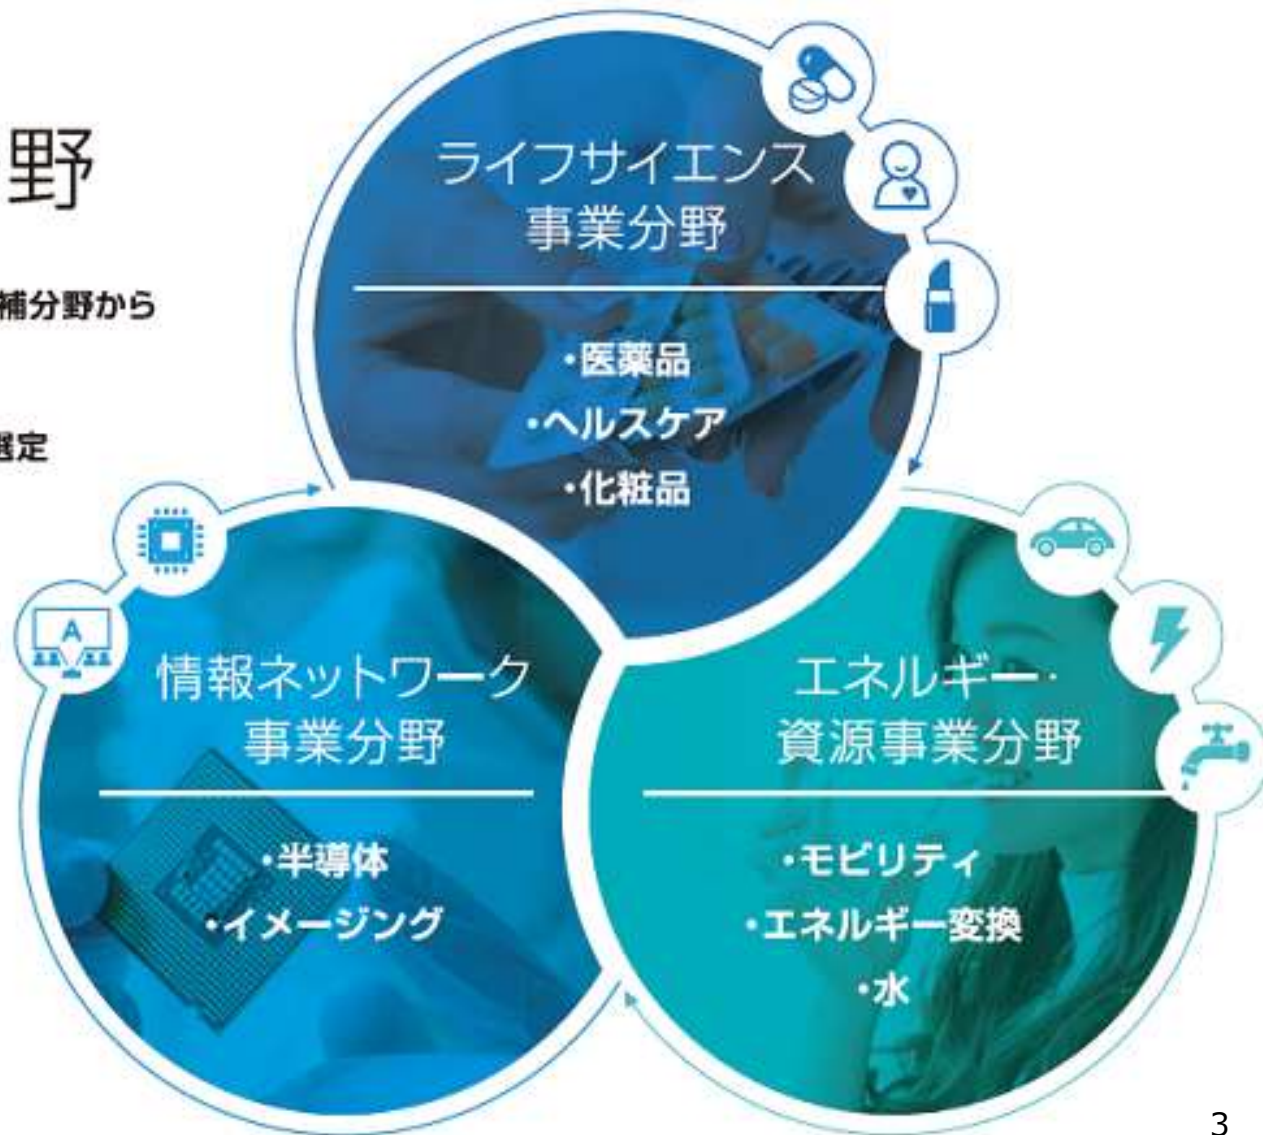 野
補分野から
選定
ライフサイエンス
事業分野
・医薬品
・ヘルスケア
・化粧品
A
情報ネットワーク
事業分野
・半導体
・イメージング
エネルギー・
資源事業分野
・モビリティ
・エネルギー変換
・水
3